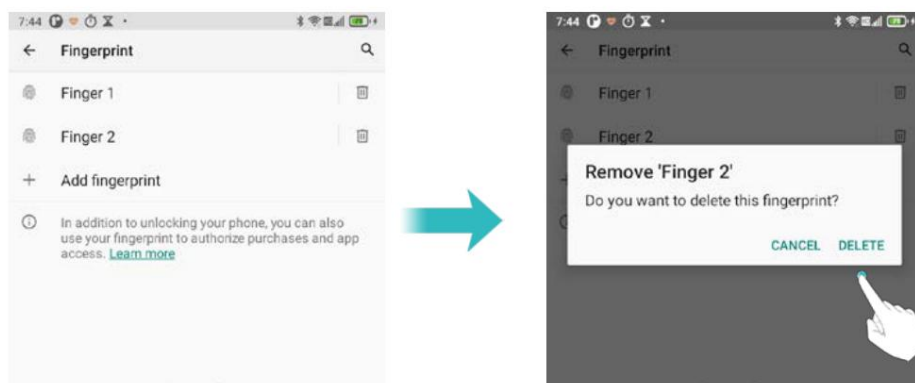 7:44
Fingerprint
Finger 1
Finger 2
Add fingerprint
In addition to unlocking your phone, you can also
use your fingerprint to authorize purchases and app
access. Learn more
7:44
Fingerprint
Finger 1
Finger 2
Remove 'Finger 2'
Do you want to delete this fingerprint?
CANCEL DELETE